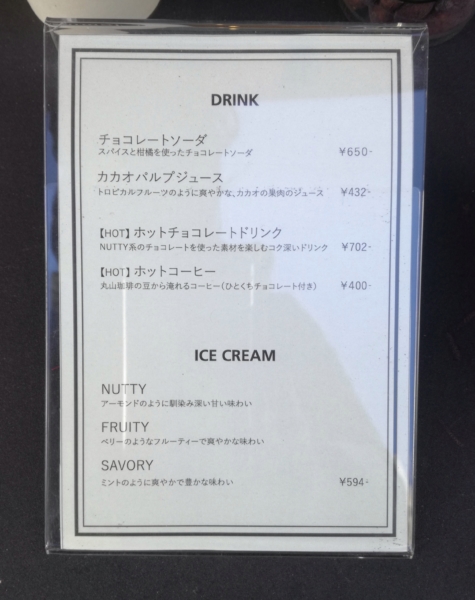 DRINK
チョコレートソーダ
スパイスと柑橘を使ったチョコレートソーダ ¥650-
カカオパルプジュース
トロピカルフルーツのように爽やかな、カカオの果肉のジュース ¥432-
【HOT】ホットチョコレートドリンク
NUTTY系のチョコレートを使った素材を楽しむコク深いドリンク ¥702-
【HOT】ホットコーヒー
丸山珈琲の豆から淹れるコーヒー（ひとくちチョコレート付き） ¥400-
ICE CREAM
NUTTY
アーモンドのように馴染み深い甘い味わい
FRUITY
ベリーのようなフルーティーで爽やかな味わい
SAVORY
ミントのように爽やかで豊かな味わい ¥594-